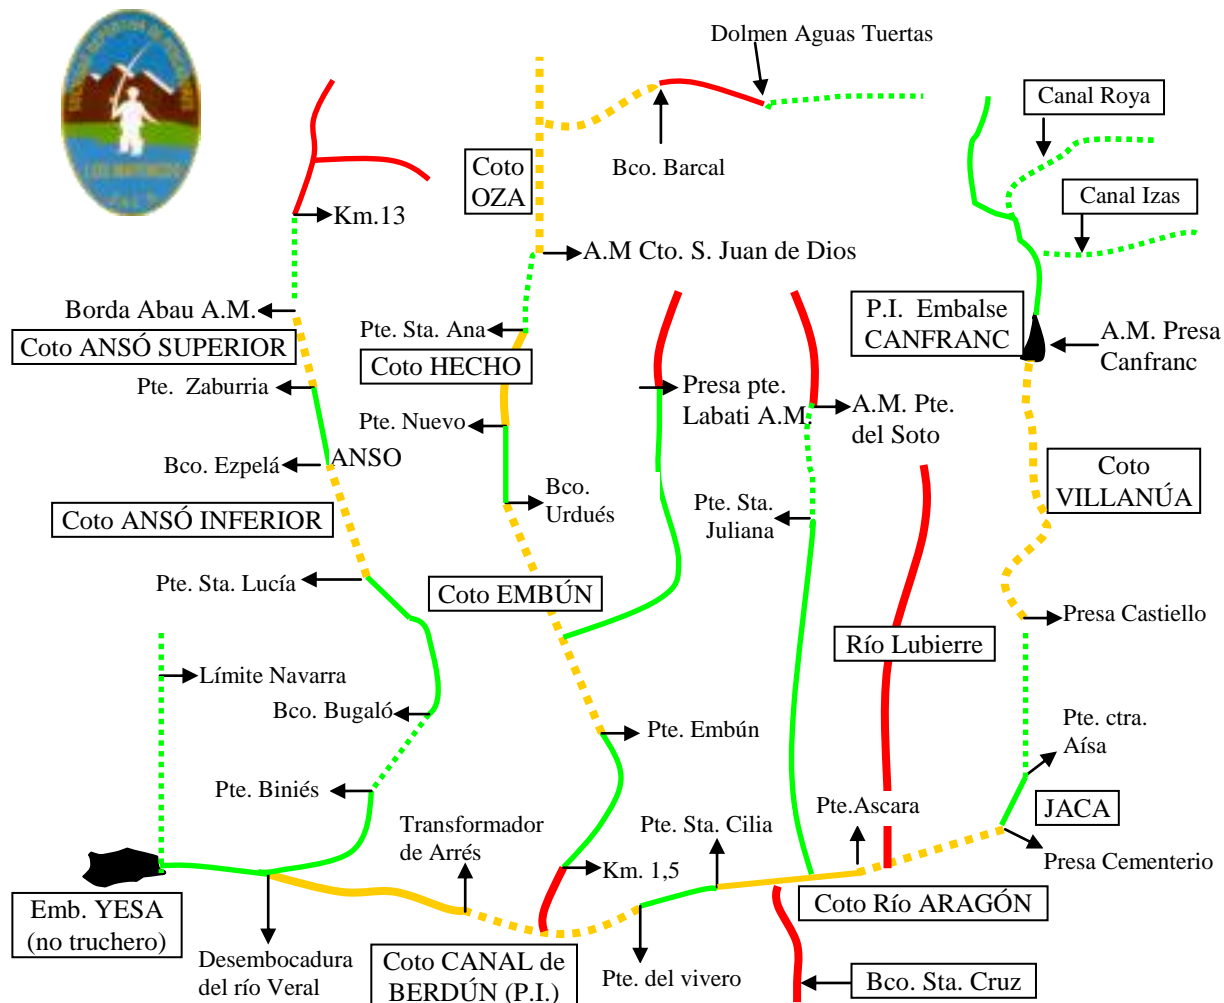 Dolmen Aguas Tuertas
Canal Roya
Coto
OZA
Bco. Barcal
Canal Izas
Km.13
A.M Cto. S. Juan de Dios
Borda Abau A.M.
Pte. Sta. Ana
P.I. Embalse
CANFRANC
A.M. Presa
Canfranc
Coto ANSÓ SUPERIOR
Coto HECHO
Pte. Zaburria
Presa pte.
Labati A.M.
A.M. Pte.
del Soto
Pte. Nuevo
Bco. Ezpelá
ANSO
Coto
VILLANÚA
Bco.
Urdués
Pte. Sta.
Juliana
Coto ANSÓ INFERIOR
Pte. Sta. Lucía
Coto EMBÚN
Presa Castiello
Río Lubierre
Límite Navarra
Bco. Bugaló
Pte. Embún
Pte. ctra.
Aísa
Pte. Biniés
Pte.Ascara
JACA
Transformador
de Arrés
Pte. Sta. Cilia
Km. 1,5
Presa Cementerio
Emb. YESA
(no truchero)
Coto Río ARAGÓN
Desembocadura
del río Veral
Coto CANAL de
BERDÚN (P.I.)
Pte. del vivero
Bco. Sta. Cruz